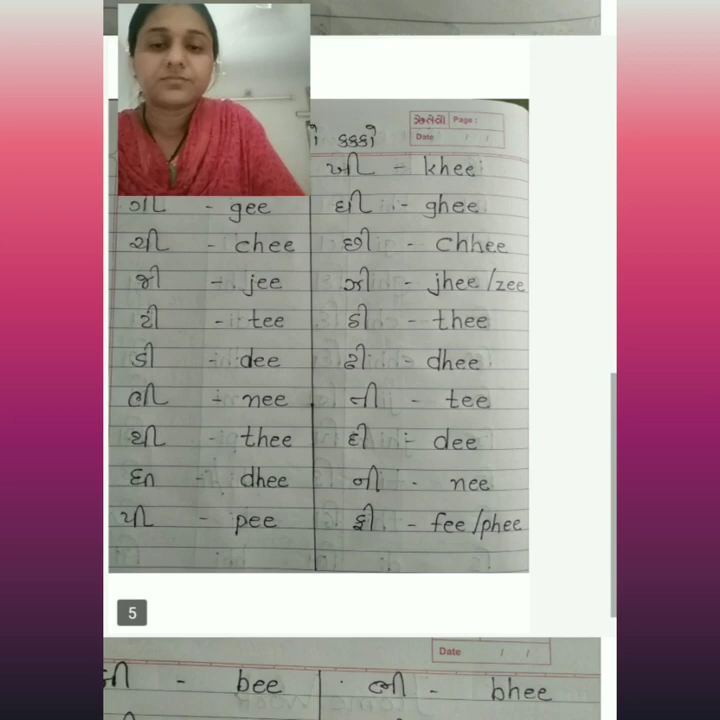 કક્કો
Page :
Date / /
ખી - khee
ગી - gee ઘી - ghee
ચી - chee છી - chhee
જી - jee ઝી - jhee/zee
ટી - tee ઠી - thee
ડી - dee ઢી - dhee
ણી - nee તી - tee
થી - thee દી - dee
ધી - dhee ની - nee
પી - pee ફી - fee/phee
5
Date / /
બી - bee ભી - bhee